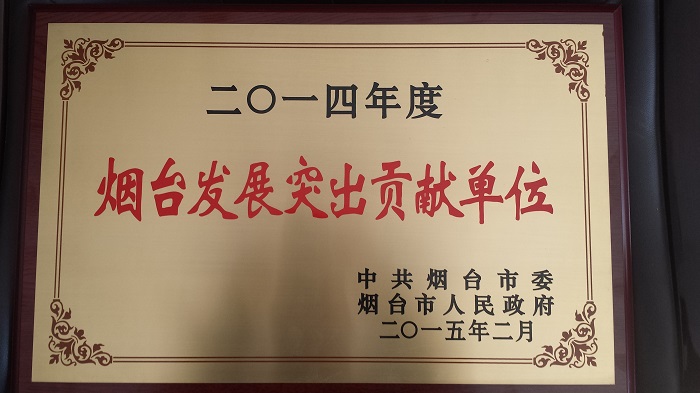 二〇一四年度
烟台发展突出贡献单位
中共烟台市委
烟台市人民政府
二〇一五年二月